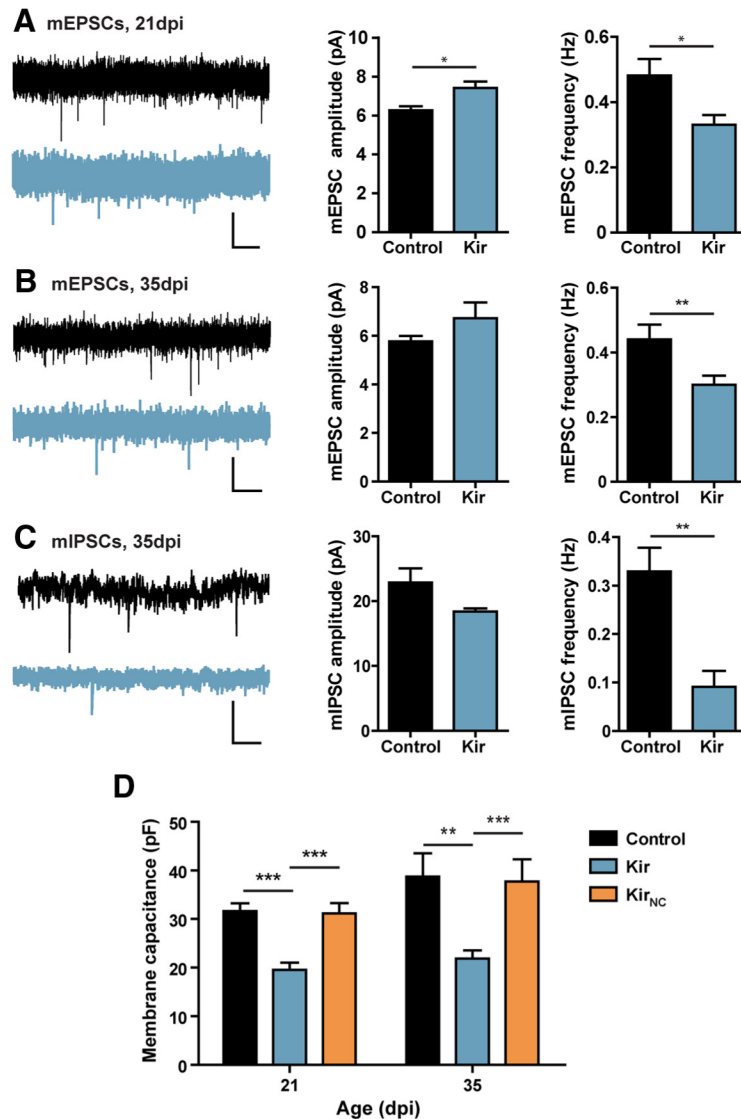 A mEPSCs, 21dpi
mEPSC amplitude (pA)
8
6
4
2
0
*
Control Kir
mEPSC frequency (Hz)
0.6
0.4
0.2
0
*
Control Kir
B mEPSCs, 35dpi
mEPSC amplitude (pA)
8
6
4
2
0
Control Kir
mEPSC frequency (Hz)
0.6
0.4
0.2
0
**
Control Kir
C mIPSCs, 35dpi
mIPSC amplitude (pA)
30
20
10
0
Control Kir
mIPSC frequency (Hz)
0.4
0.3
0.2
0.1
0
**
Control Kir
D
Membrane capacitance (pF)
50
40
30
20
10
0
*** ***
** ***
21 35
Age (dpi)
Control
Kir
KirNC